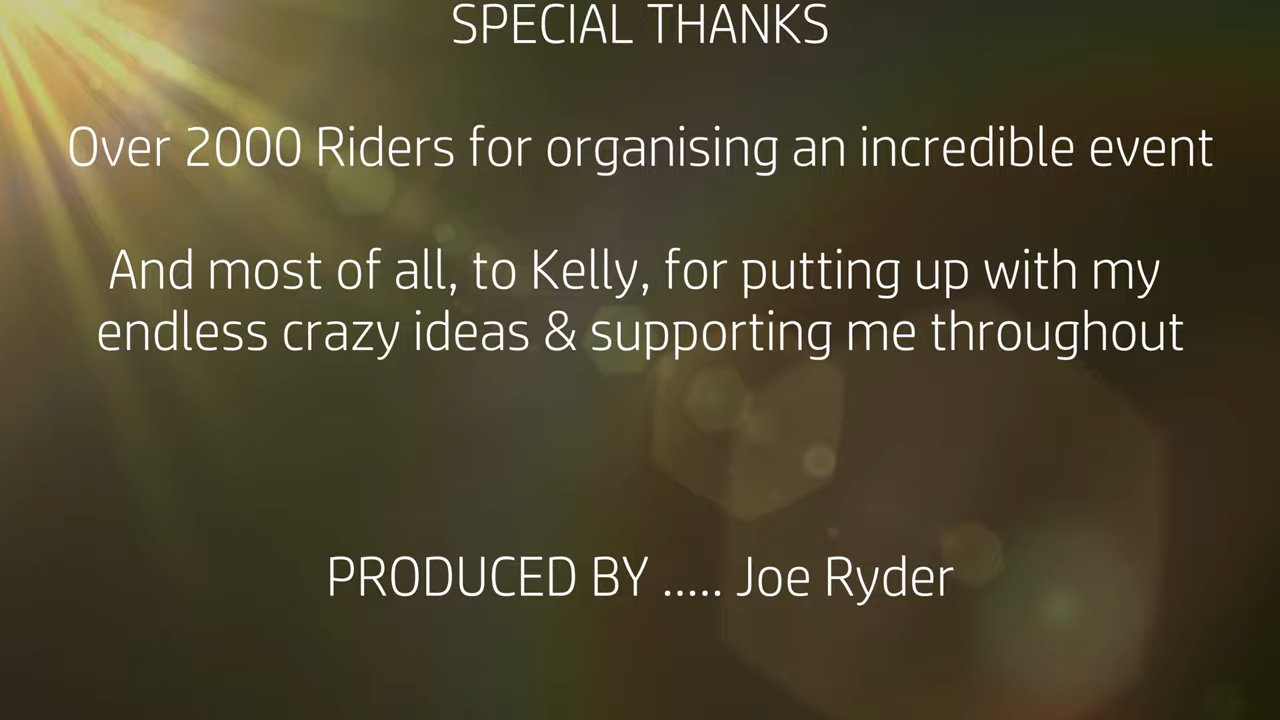 SPECIAL THANKS
Over 2000 Riders for organising an incredible event
And most of all, to Kelly, for putting up with my
endless crazy ideas & supporting me throughout
PRODUCED BY ..... Joe Ryder